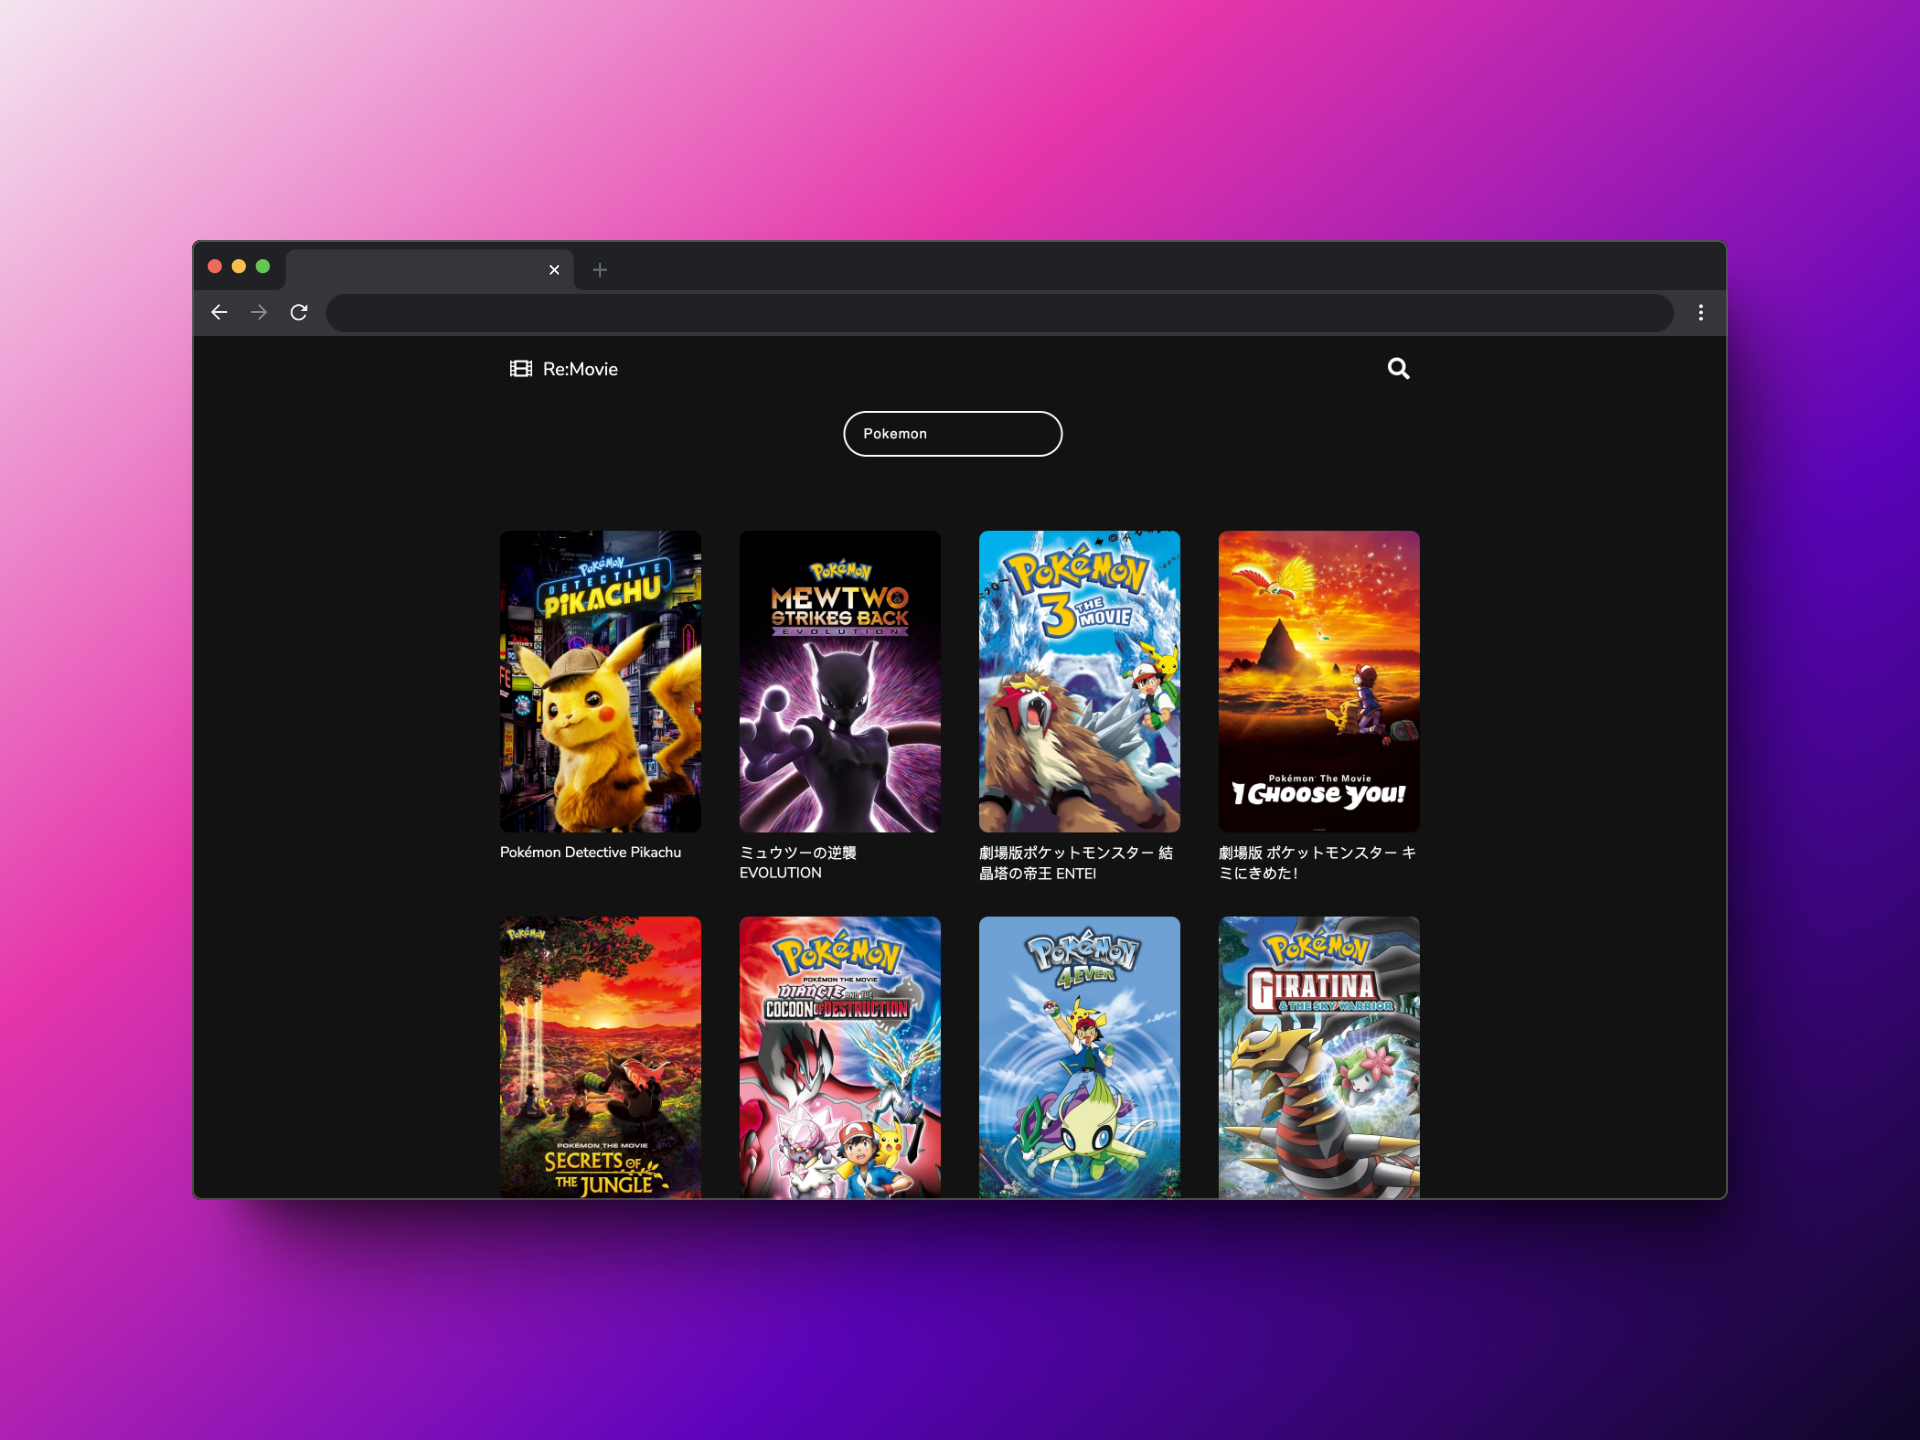 Re:Movie
Pokemon
POKéMON
DETECTIVE
PiKACHU
POKéMON
MEWTWO
STRIKES BACK
EVOLUTION
POKéMON
3 THE
MOVIE
Pokémon The Movie
I Choose You!
Pokémon Detective Pikachu
ミュウツーの逆襲
EVOLUTION
劇場版ポケットモンスター 結
晶塔の帝王 ENTEI
劇場版 ポケットモンスター キ
ミにきめた!
POKéMON
POKÉMON THE MOVIE
SECRETS OF
THE JUNGLE
POKéMON
POKÉMON THE MOVIE
DIANCIE AND THE
COCOON OF DESTRUCTION
POKéMON
4EVER
POKéMON
GIRATINA
& THE SKY WARRIOR